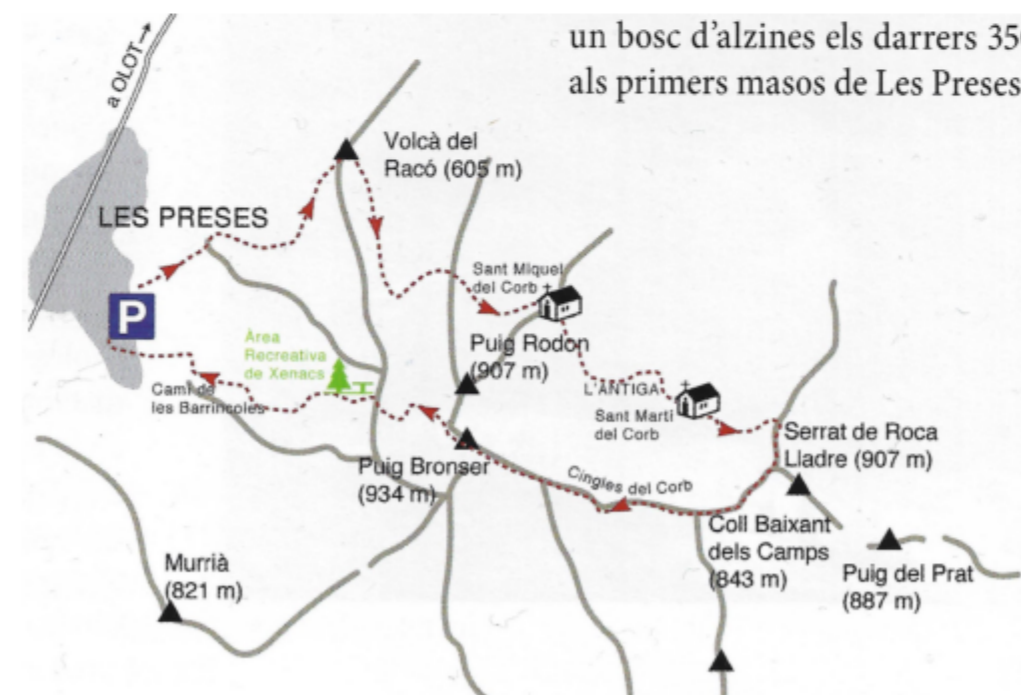 un bosc d'alzines els darrers 35
als primers masos de Les Preses
a OLOT→
Volcà del
Racó (605 m)
LES PRESES
Sant Miquel
del Corb
P
Àrea
Recreativa
de Xenacs
Puig Rodon
(907 m)
Camí de
les Barrincoles
L'ÀNTIGA
Sant Martí
del Corb
Serrat de Roca
Lladre (907 m)
Puig Bronser
(934 m)
Cingles del Corb
Coll Baixant
dels Camps
(843 m)
Puig del Prat
(887 m)
Murrià
(821 m)